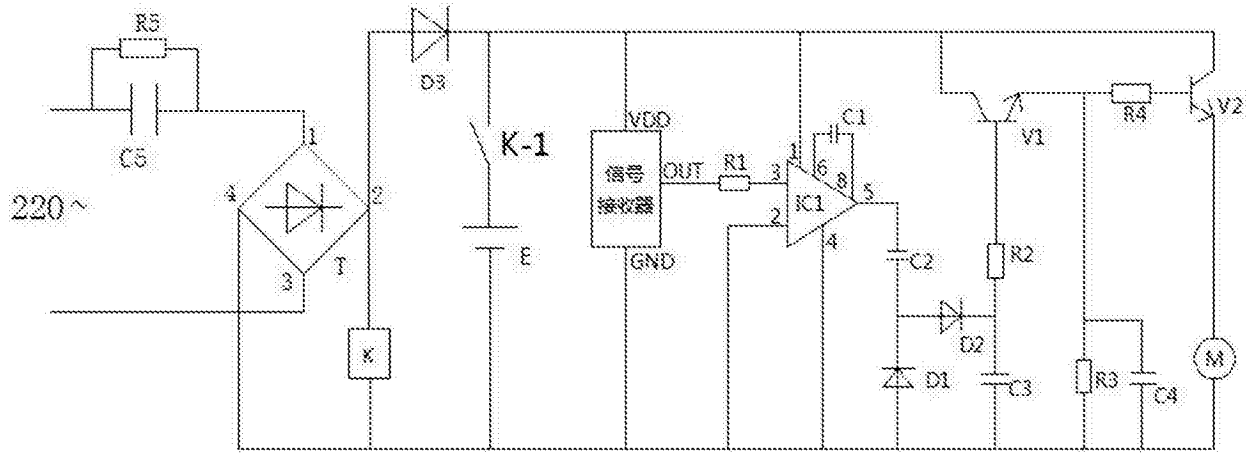 R5
C5
220~
1
4
2
3
T
K
D3
K-1
E
VDD
信号
接收器
OUT
GND
R1
3
2
1
6
8
IC1
5
4
C1
C2
D2
D1
R2
C3
V1
R4
V2
R3
C4
M